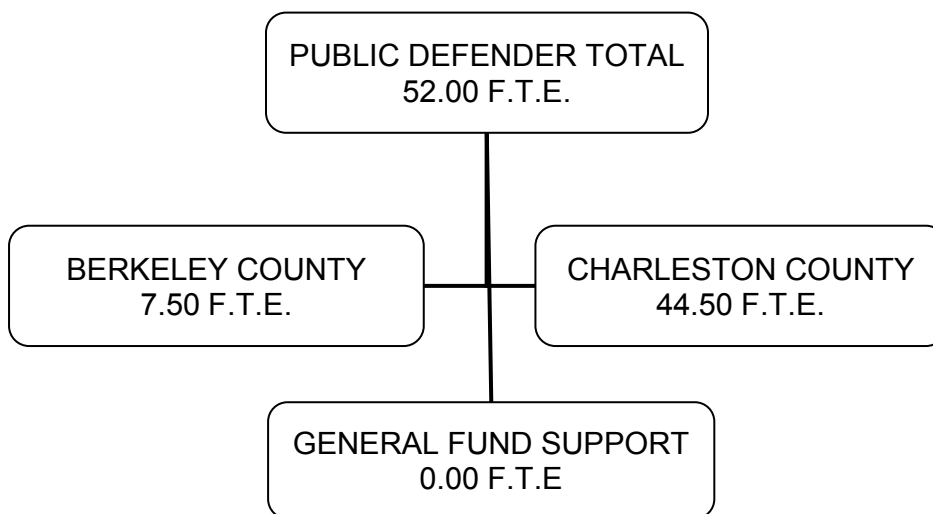 PUBLIC DEFENDER TOTAL
52.00 F.T.E.
BERKELEY COUNTY
7.50 F.T.E.
CHARLESTON COUNTY
44.50 F.T.E.
GENERAL FUND SUPPORT
0.00 F.T.E